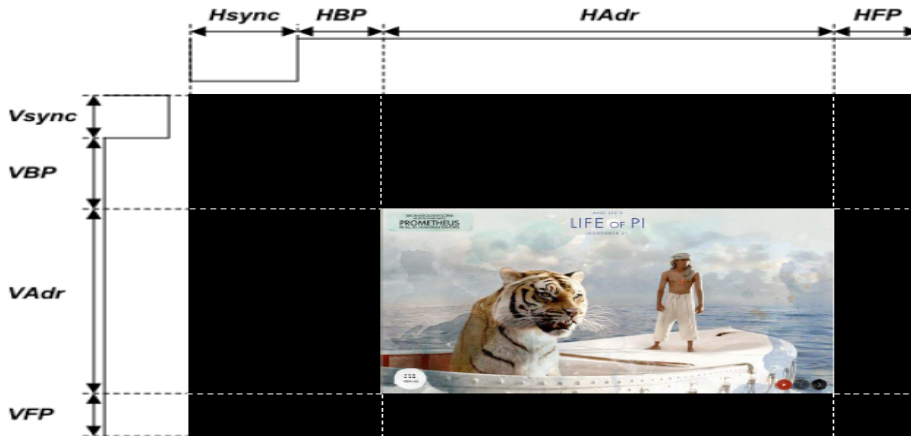 Hsync HBP HAdr HFP
Vsync
VBP
VAdr
VFP
PROMETHEUS
LIFE OF PI